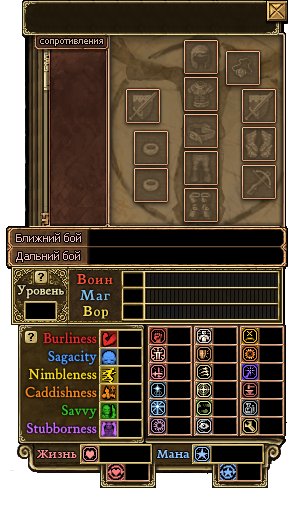 сопротивления
Ближний бой
Дальний бой
?
Уровень
Воин
Маг
Вор
?
Burliness
Sagacity
Nimbleness
Caddishness
Savvy
Stubborness
Жизнь
Мана